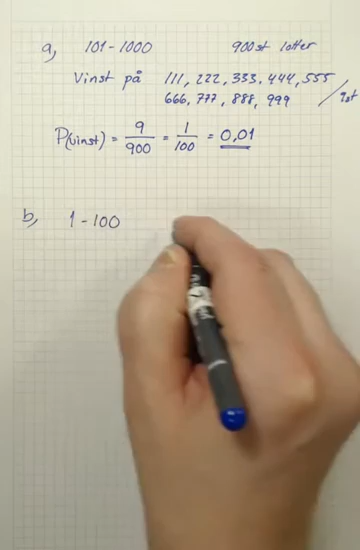 a, 101-1000 900st lotter
Vinst på 111, 222, 333, 444, 555
666, 777, 888, 999 / 9st
P(vinst) = 9/900 = 1/100 = 0,01
b, 1-100